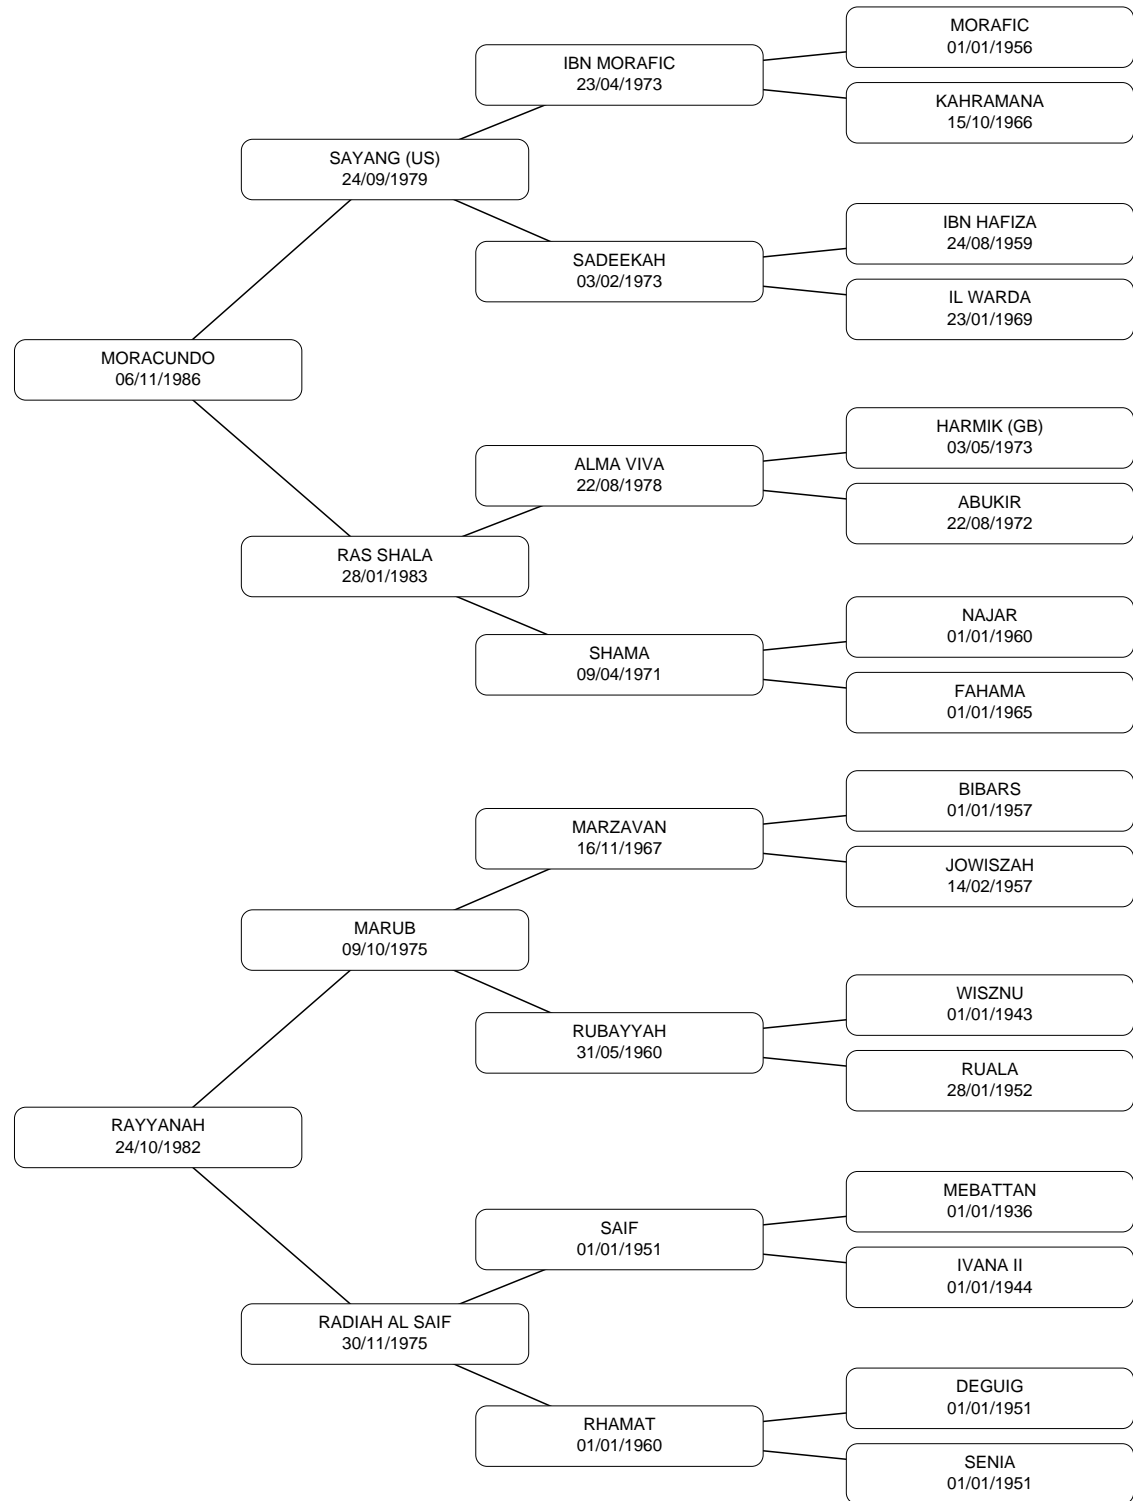 MORAFIC
01/01/1956
IBN MORAFIC
23/04/1973
KAHRAMANA
15/10/1966
SAYANG (US)
24/09/1979
IBN HAFIZA
24/08/1959
SADEEKAH
03/02/1973
IL WARDA
23/01/1969
MORACUNDO
06/11/1986
HARMIK (GB)
03/05/1973
ALMA VIVA
22/08/1978
ABUKIR
22/08/1972
RAS SHALA
28/01/1983
NAJAR
01/01/1960
SHAMA
09/04/1971
FAHAMA
01/01/1965
BIBARS
01/01/1957
MARZAVAN
16/11/1967
JOWISZAH
14/02/1957
MARUB
09/10/1975
WISZNU
01/01/1943
RUBAYYAH
31/05/1960
RUALA
28/01/1952
RAYYANAH
24/10/1982
MEBATTAN
01/01/1936
SAIF
01/01/1951
IVANA II
01/01/1944
RADIAH AL SAIF
30/11/1975
DEGUIG
01/01/1951
RHAMAT
01/01/1960
SENIA
01/01/1951